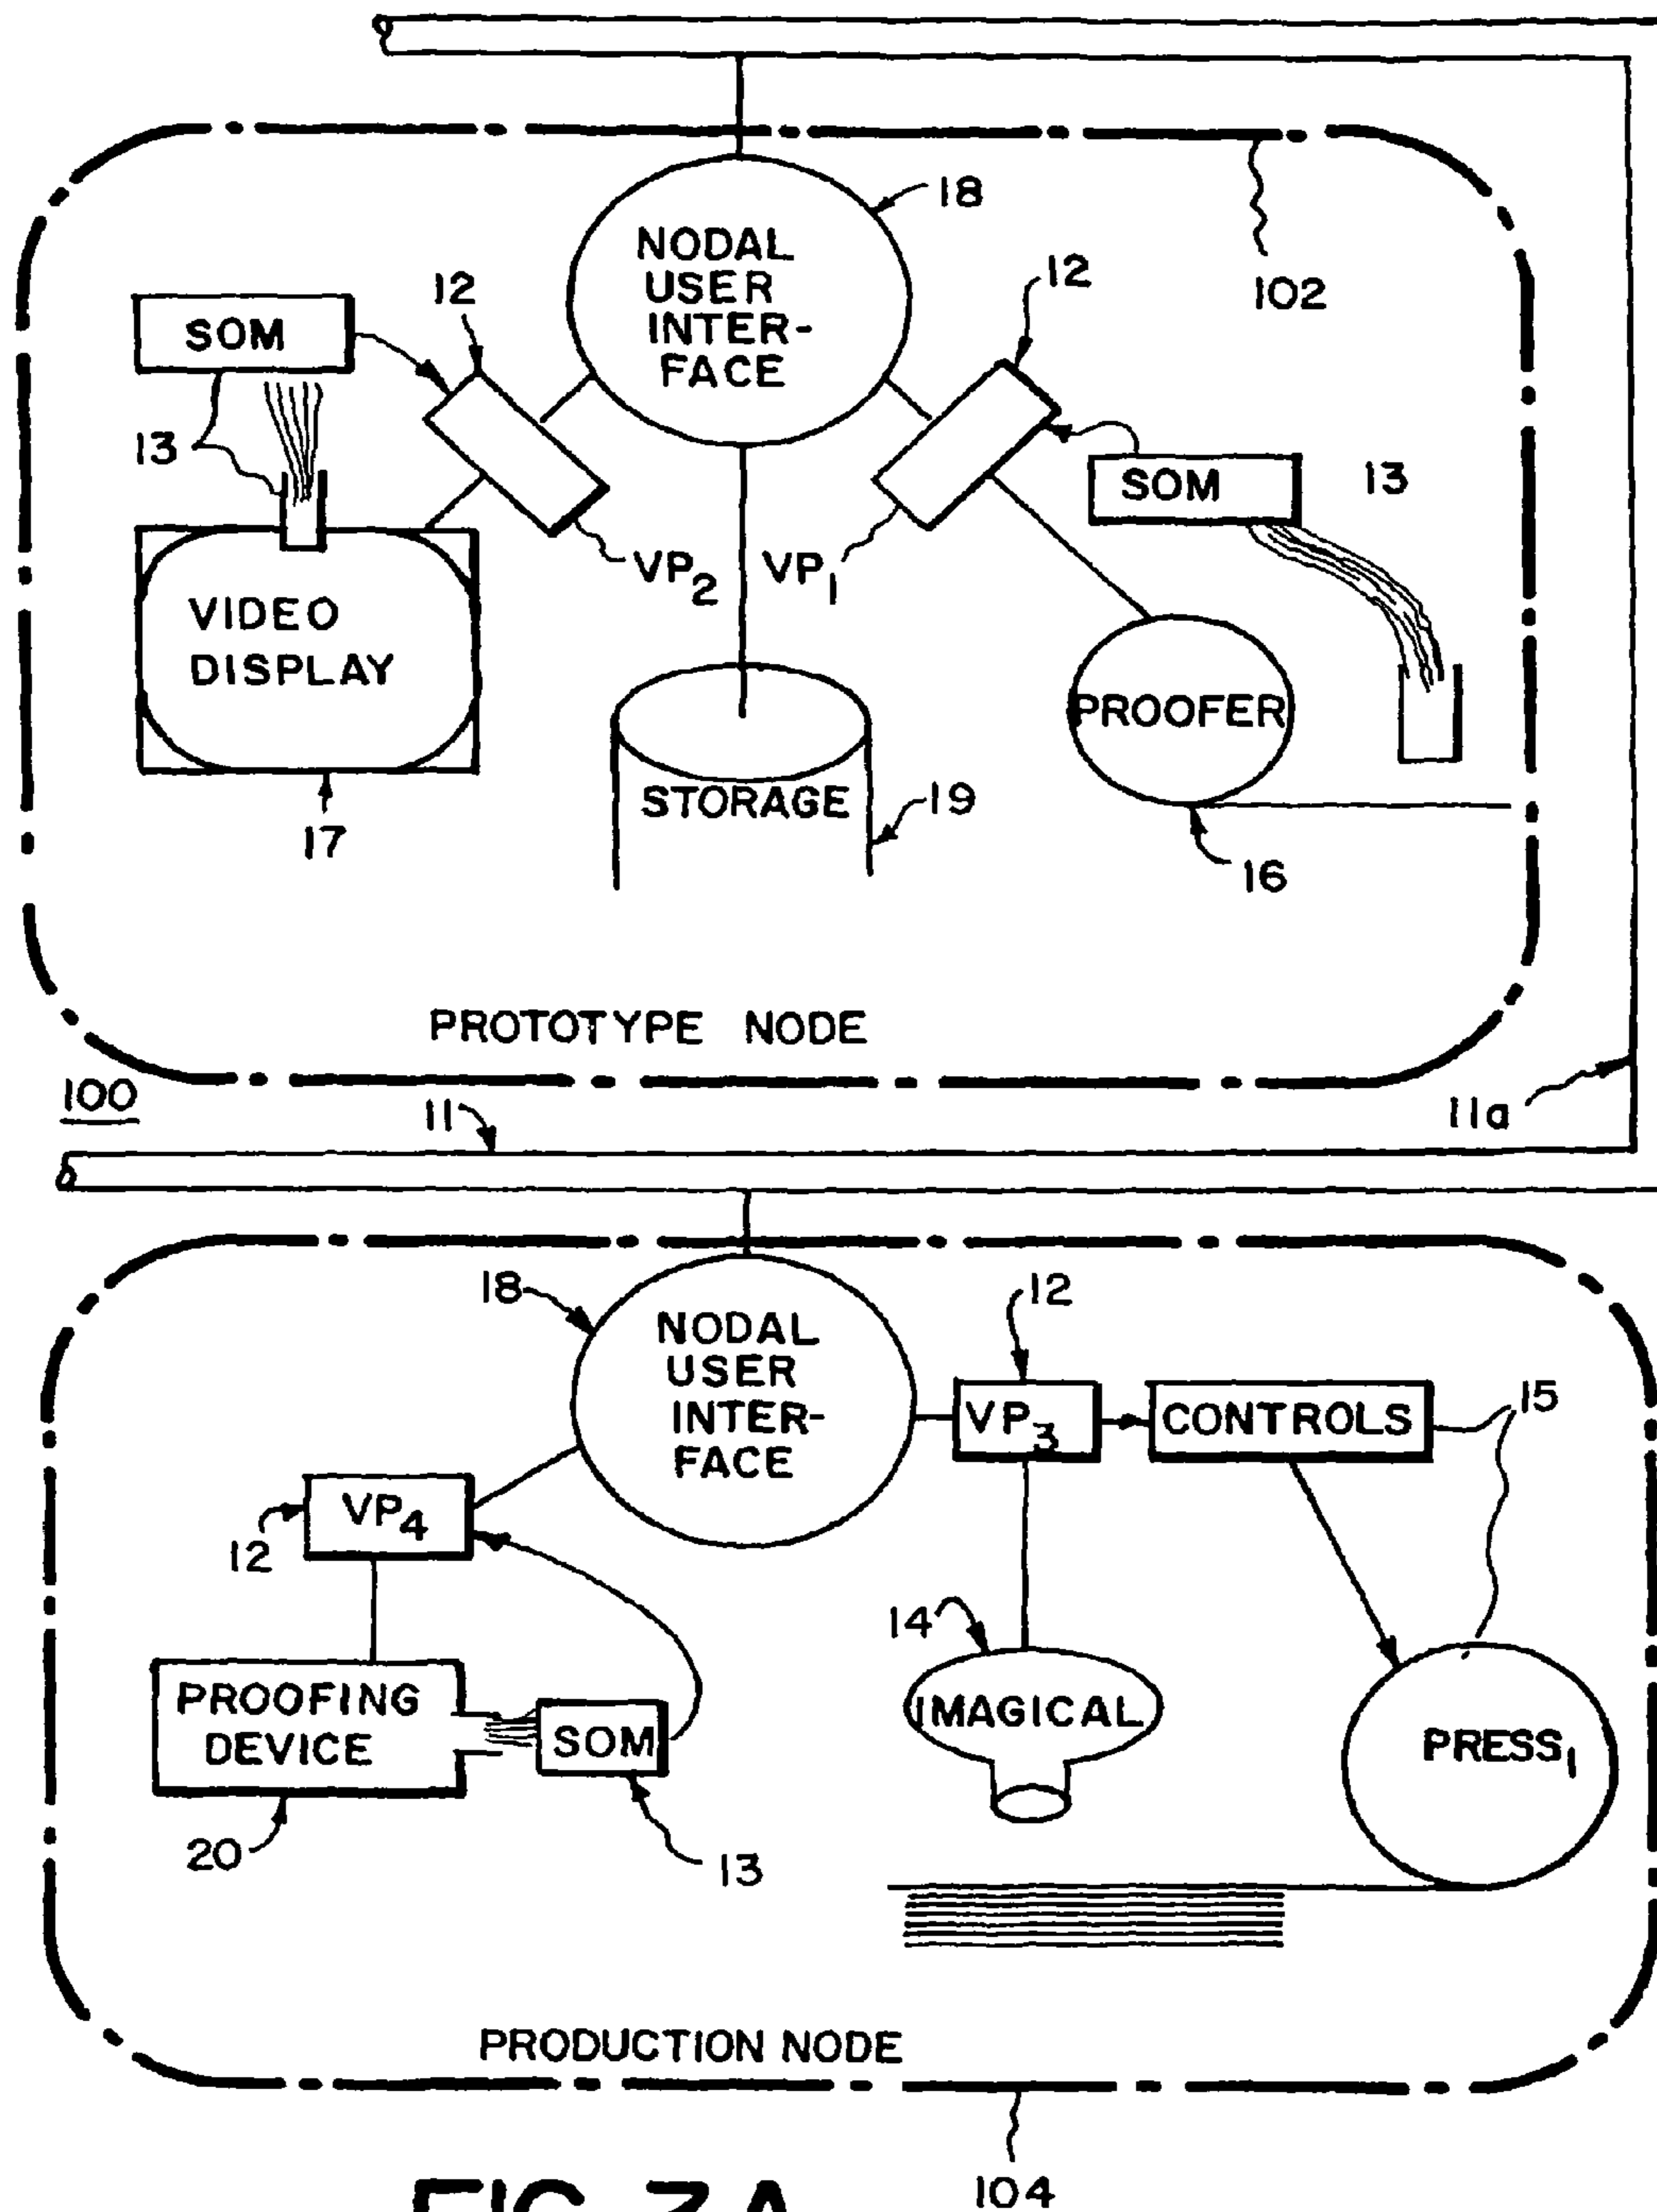 18
NODAL
USER
INTER-
FACE
12
12
102
SOM
13
SOM
13
VP2
VP1
VIDEO
DISPLAY
PROOFER
STORAGE
19
17
16
PROTOTYPE NODE
100
11
11a
18
12
NODAL
USER
INTER-
FACE
VP3
CONTROLS
15
VP4
12
14
IMAGICAL
PROOFING
DEVICE
SOM
PRESS1
20
13
PRODUCTION NODE
104
FIG. 3A